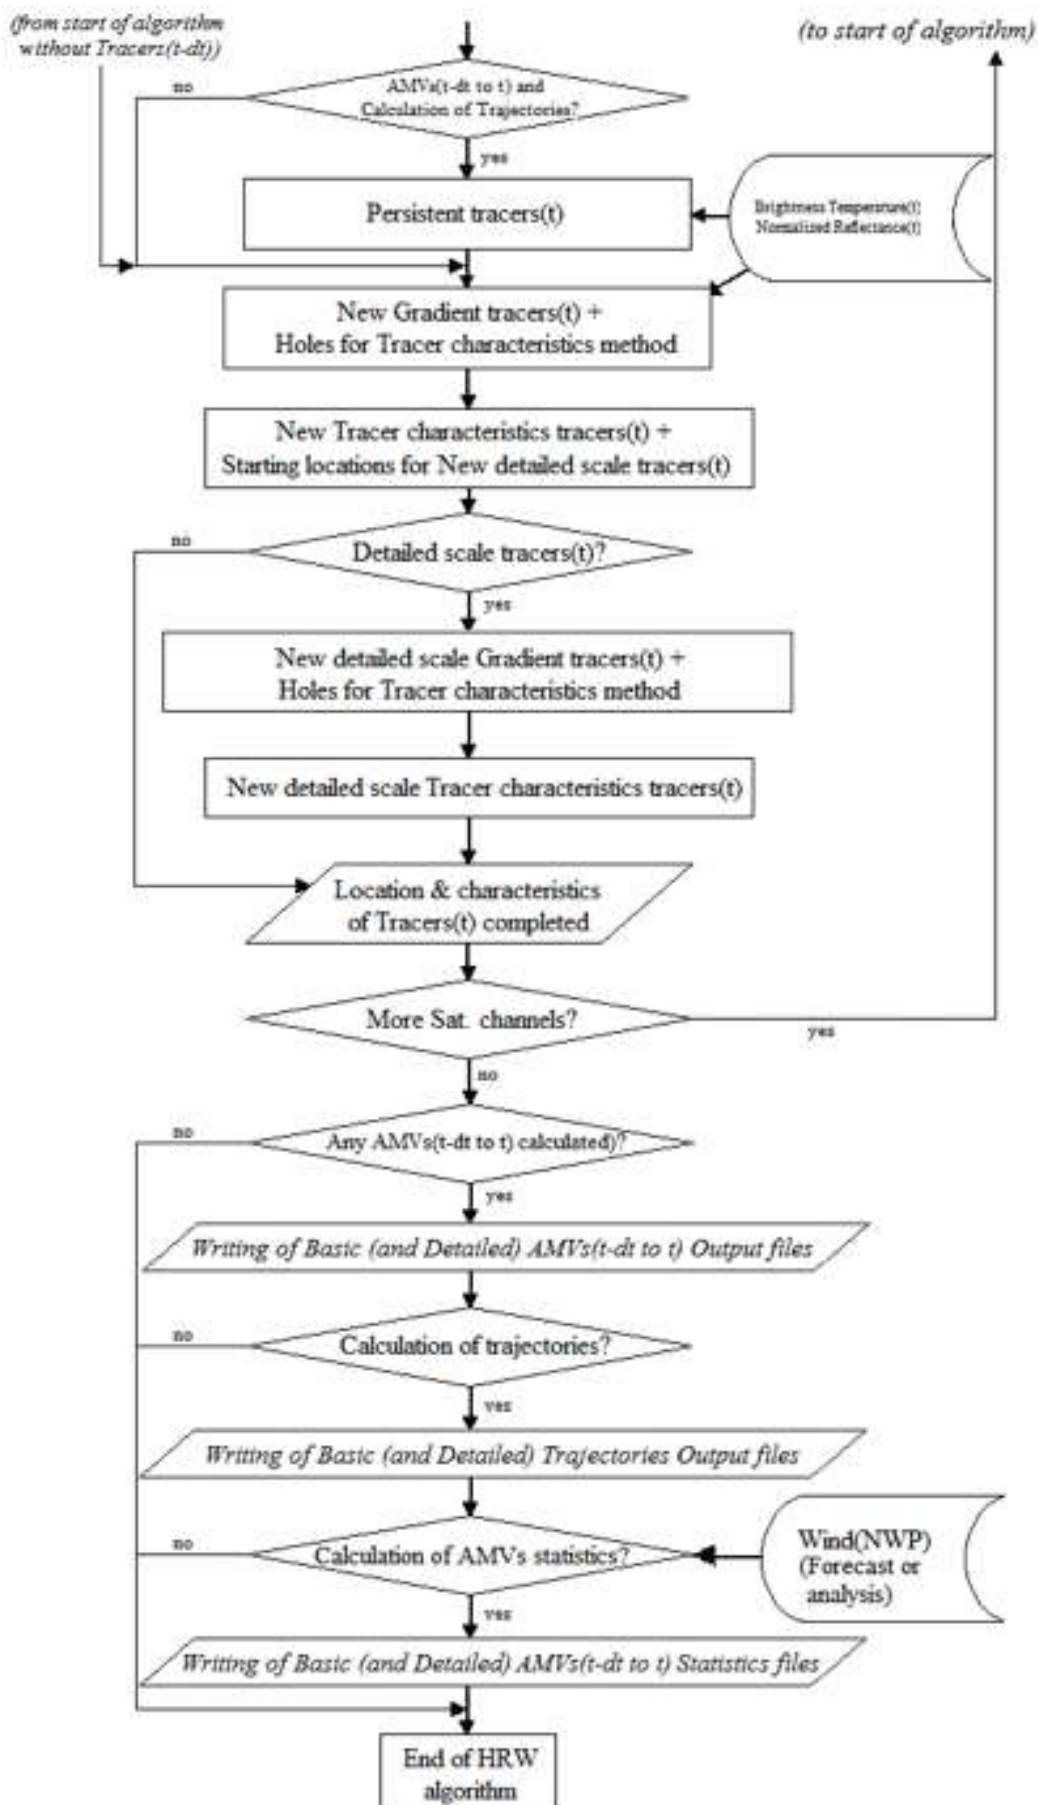 (from start of algorithm
without Tracers(t-dt))
(to start of algorithm)
AMVs(t-dt to t) and
Calculation of Trajectories?
no
yes
Persistent tracers(t)
Brightness Temperature(t)
Normalized Reflectance(t)
New Gradient tracers(t) +
Holes for Tracer characteristics method
New Tracer characteristics tracers(t) +
Starting locations for New detailed scale tracers(t)
no
Detailed scale tracers(t)?
yes
New detailed scale Gradient tracers(t) +
Holes for Tracer characteristics method
New detailed scale Tracer characteristics tracers(t)
Location & characteristics
of Tracers(t) completed
More Sat. channels?
yes
no
no
Any AMVs(t-dt to t) calculated)?
yes
Writing of Basic (and Detailed) AMVs(t-dt to t) Output files
no
Calculation of trajectories?
yes
Writing of Basic (and Detailed) Trajectories Output files
no
Calculation of AMVs statistics?
Wind(NWP)
(Forecast or
analysis)
yes
Writing of Basic (and Detailed) AMVs(t-dt to t) Statistics files
End of HRW
algorithm